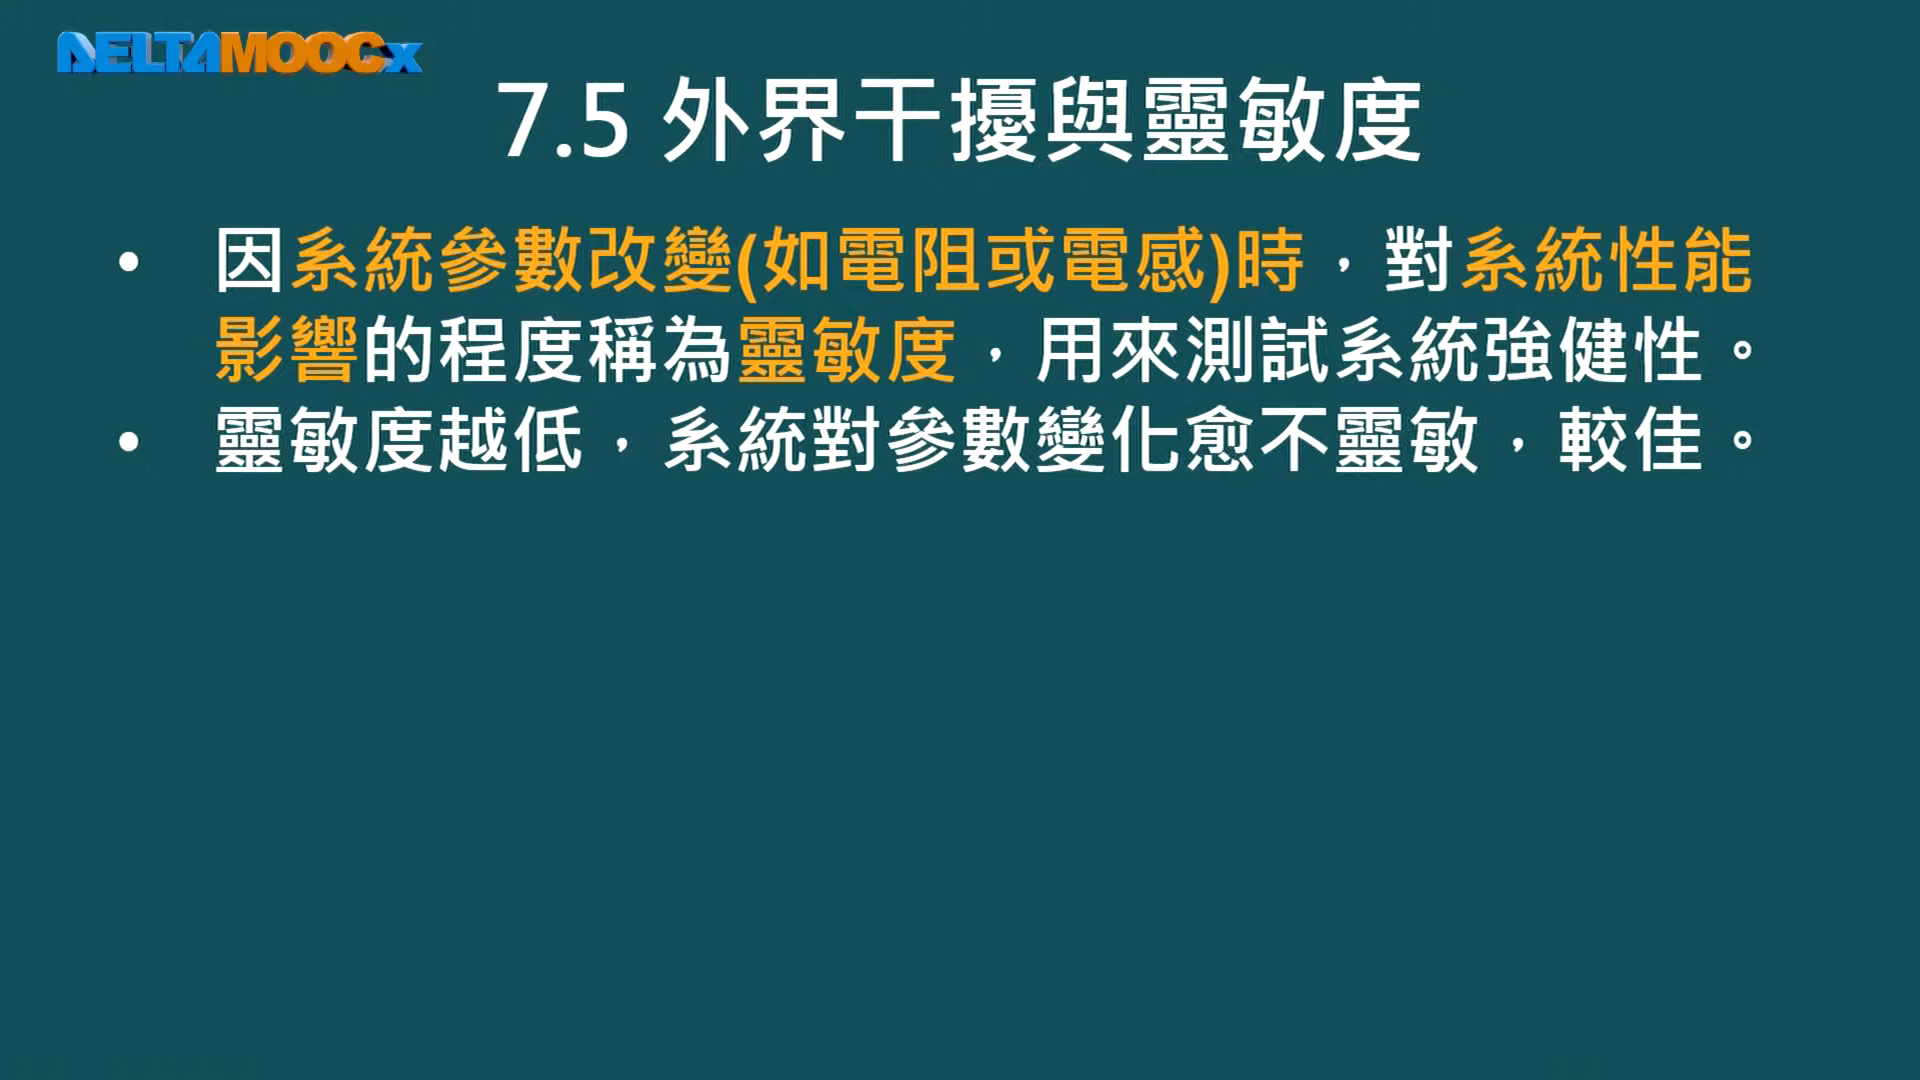 DELTAMOOCx
7.5 外界干擾與靈敏度
• 因系統參數改變(如電阻或電感)時，對系統性能
影響的程度稱為靈敏度，用來測試系統強健性。
• 靈敏度越低，系統對參數變化愈不靈敏，較佳。